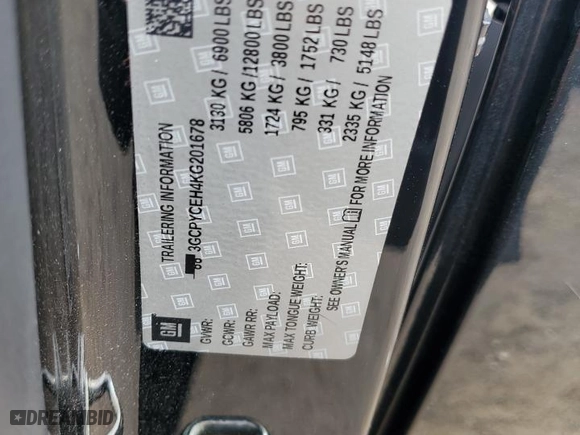 TRAILERING INFORMATION
3GCPYCEH4KG201678
GVWR: 3130 KG / 6900 LBS
GCWR: 5806 KG / 12800 LBS
GAWR RR: 1724 KG / 3800 LBS
MAX PAYLOAD: 795 KG / 1752 LBS
MAX TONGUE WEIGHT: 331 KG / 730 LBS
CURB WEIGHT: 2335 KG / 5148 LBS
SEE OWNER'S MANUAL FOR MORE INFORMATION
GM
DREAMBID